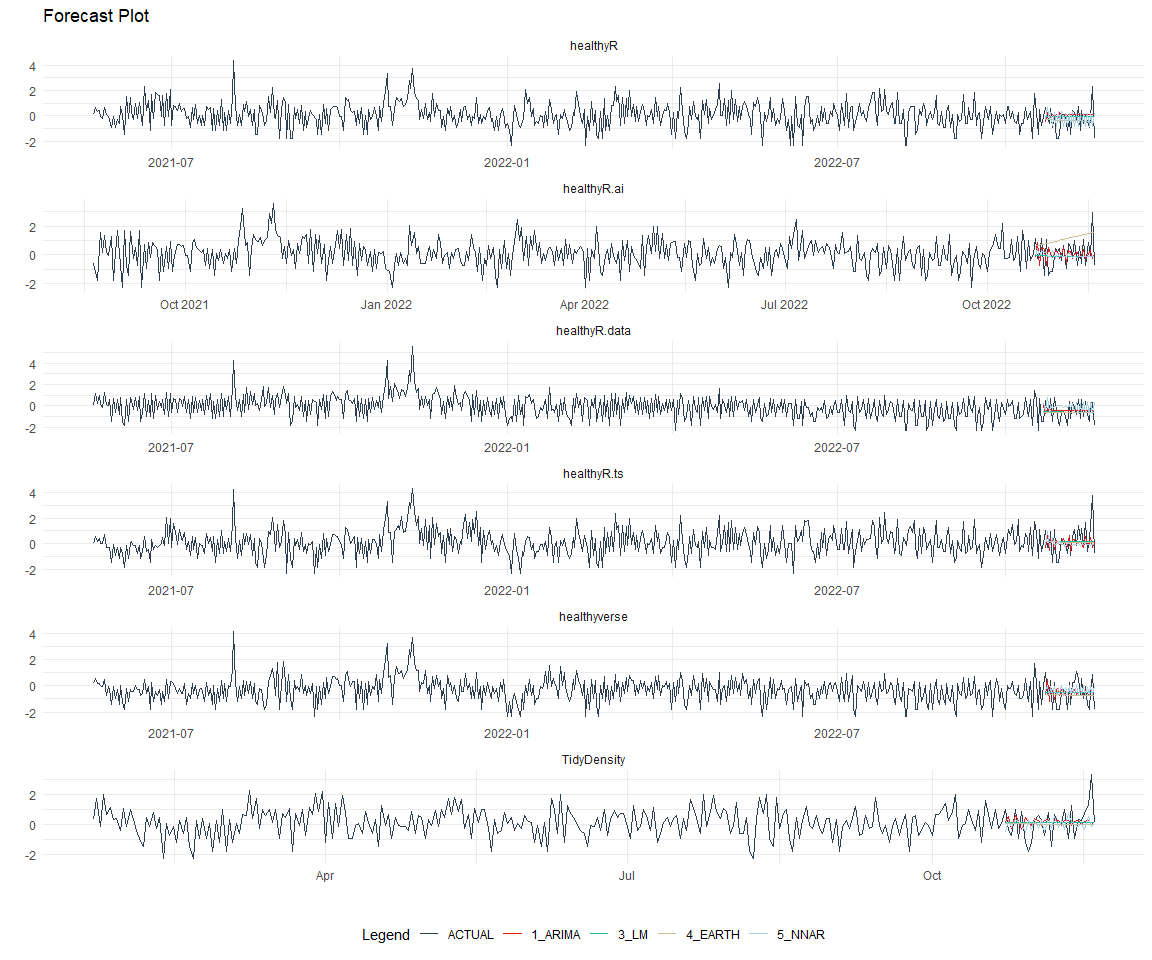 Forecast Plot
healthyR
4
2
0
-2
2021-07 2022-01 2022-07
healthyR.ai
2
0
-2
Oct 2021 Jan 2022 Apr 2022 Jul 2022 Oct 2022
healthyR.data
4
2
0
-2
2021-07 2022-01 2022-07
healthyR.ts
4
2
0
-2
2021-07 2022-01 2022-07
healthyverse
4
2
0
-2
2021-07 2022-01 2022-07
TidyDensity
2
0
-2
Apr Jul Oct
Legend ACTUAL 1_ARIMA 3_LM 4_EARTH 5_NNAR